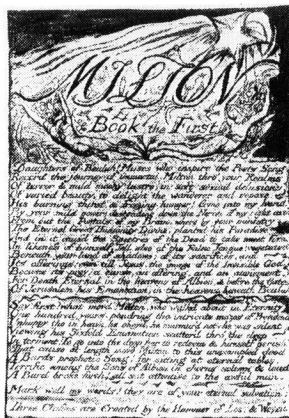 MILTON
Book the First
Daughters of Beulah! Muses who inspire the Poets Song
Record the journey of immortal Milton thro' your Realms
Of terror & mild moony lustre, in soft sexual delusions
Of varied beauty, to delight the wanderer and repose
His burning thirst & freezing hunger! Come into my hand
By your mild power; descending down the Nerves of my right arm
From out the Portals of my Brain, where by your ministry
The Eternal Great Humanity Divine. planted his Paradise,
And in it caus'd the Spectres of the Dead to take sweet forms
In likeness of himself.
Beneath your land of shadows; of its sacrifices, and
its offerings; even till Jesus, the image of the Invisible God
Became its prey; a curse, an offering, and an atonement,
For Death Eternal in the heavens of Albion, & before the Gates
Of Jerusalem his Emanation, in the heavens beneath Beulah
Say first! what mov'd Milton, who walkd about in Eternity
One hundred years, pondring the intricate mazes of Providence
Unhappy tho in heav'n, he obey'd, he murmur'd not. he was silent
Viewing his Sixfold Emanation scatter'd thro' the deep
In torment! To go into the deep her to redeem & himself perish?
at length mov'd Milton to this unexampled deed
A Bards prophetic Song! for sitting at eternal tables,
Terrific among the Sons of Albion in chorus solemn & loud
A Bard broke forth! all sat attentive to the awful man.
Mark well my words! they are of your eternal salvation:
Three Classes are Created by the Hammer of Los, & Woven